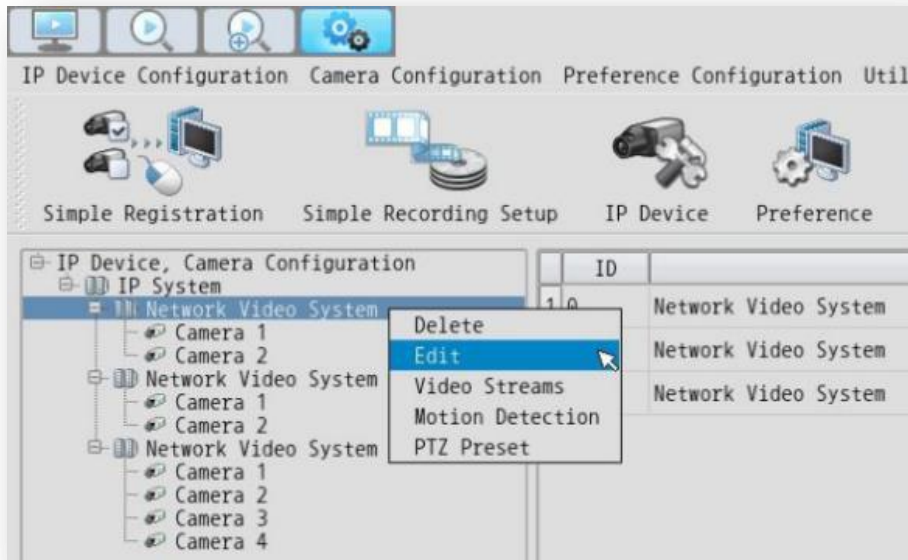 IP Device Configuration Camera Configuration Preference Configuration Util
Simple Registration Simple Recording Setup IP Device Preference
IP Device, Camera Configuration
IP System
Network Video System
Camera 1
Camera 2
Network Video System
Camera 1
Camera 2
Network Video System
Camera 1
Camera 2
Camera 3
Camera 4
Delete
Edit
Video Streams
Motion Detection
PTZ Preset
ID
1 0 Network Video System
Network Video System
Network Video System